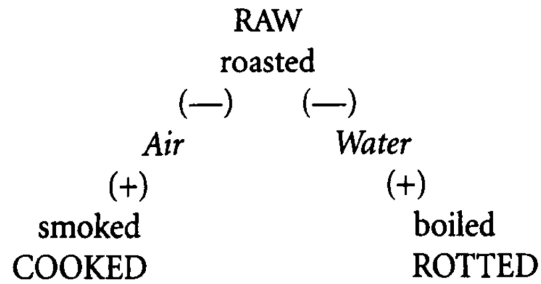 RAW
roasted
(—) (—)
Air Water
(+) (+)
smoked boiled
COOKED ROTTED